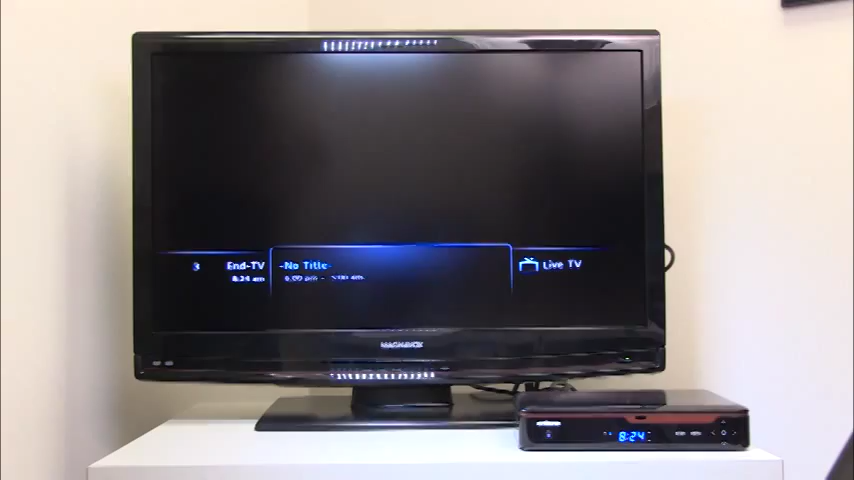 3 End-TV
8:24 am
-No Title-
Live TV
MAGNAVOX
8:24